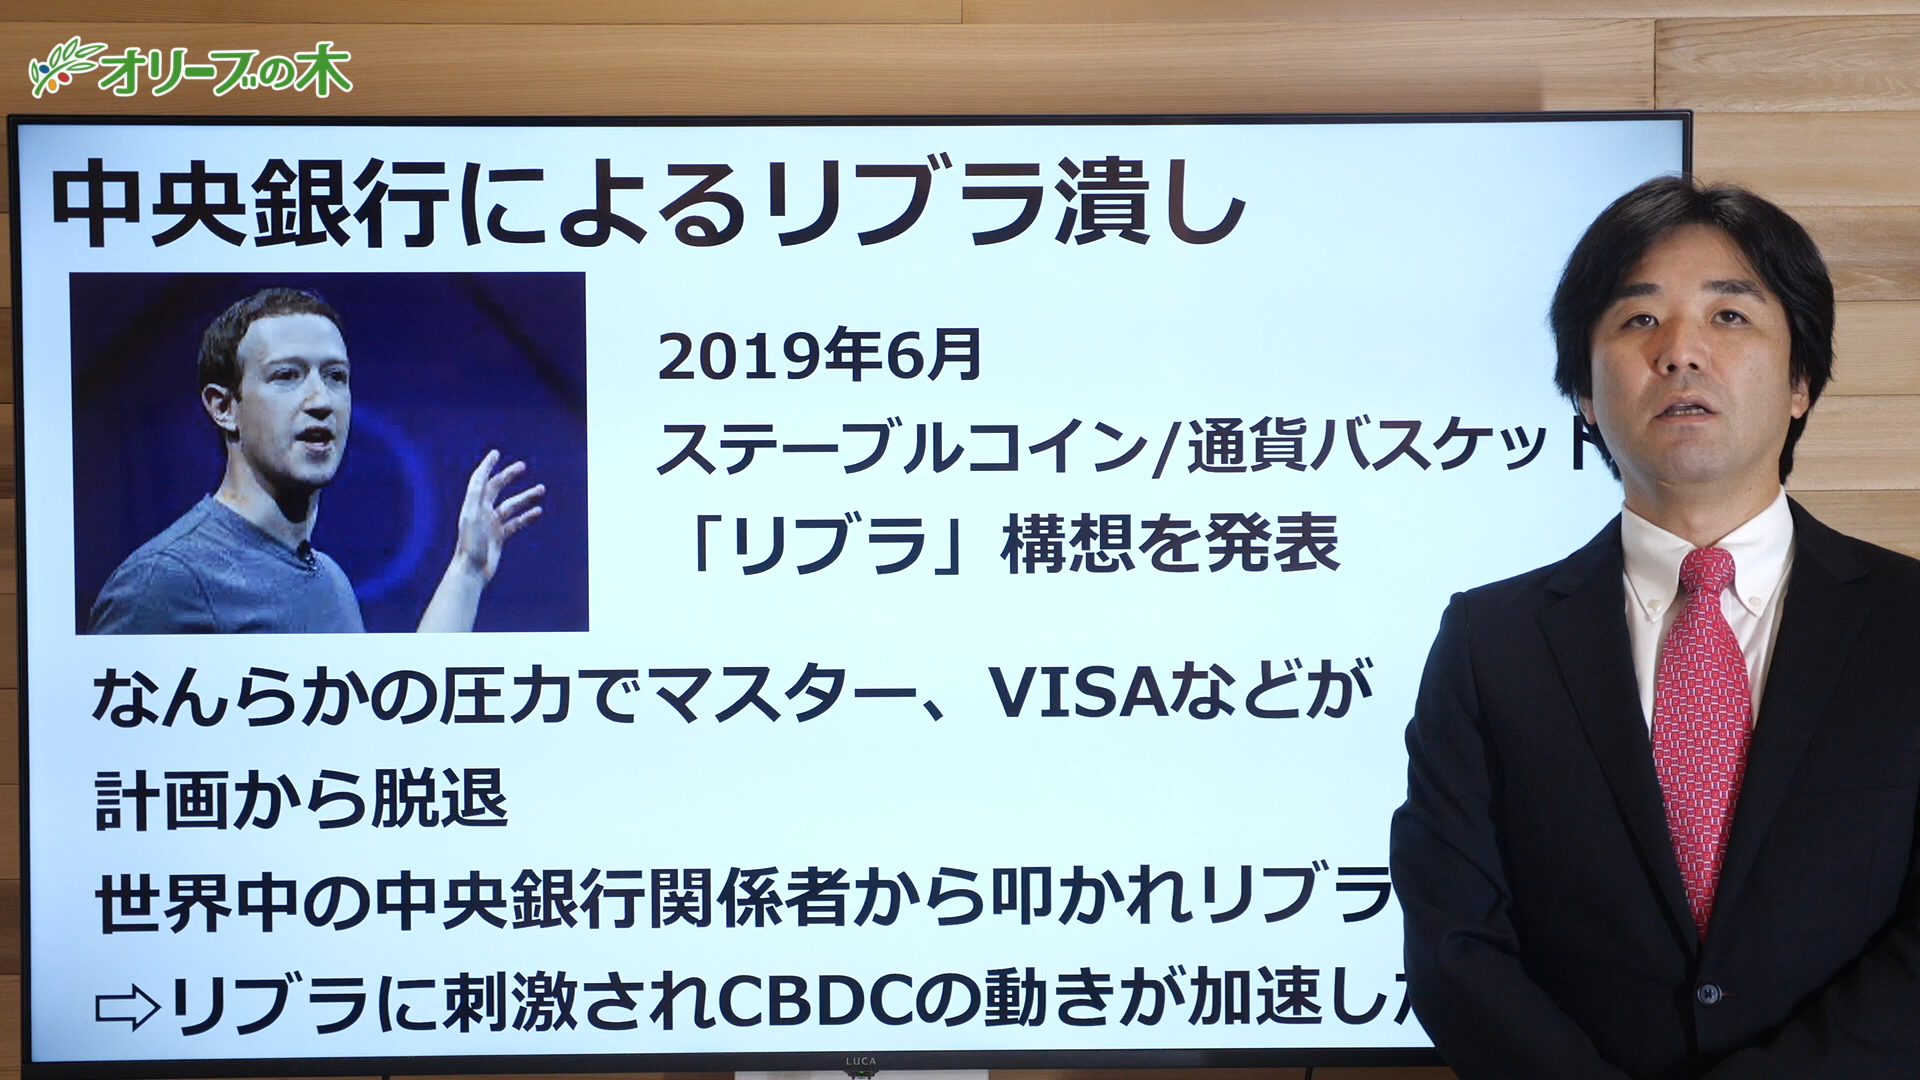 オリーブの木
中央銀行によるリブラ潰し
2019年6月
ステーブルコイン/通貨バスケット
「リブラ」構想を発表
なんらかの圧力でマスター、VISAなどが
計画から脱退
世界中の中央銀行関係者から叩かれリブラ
⇨リブラに刺激されCBDCの動きが加速した
LUCA